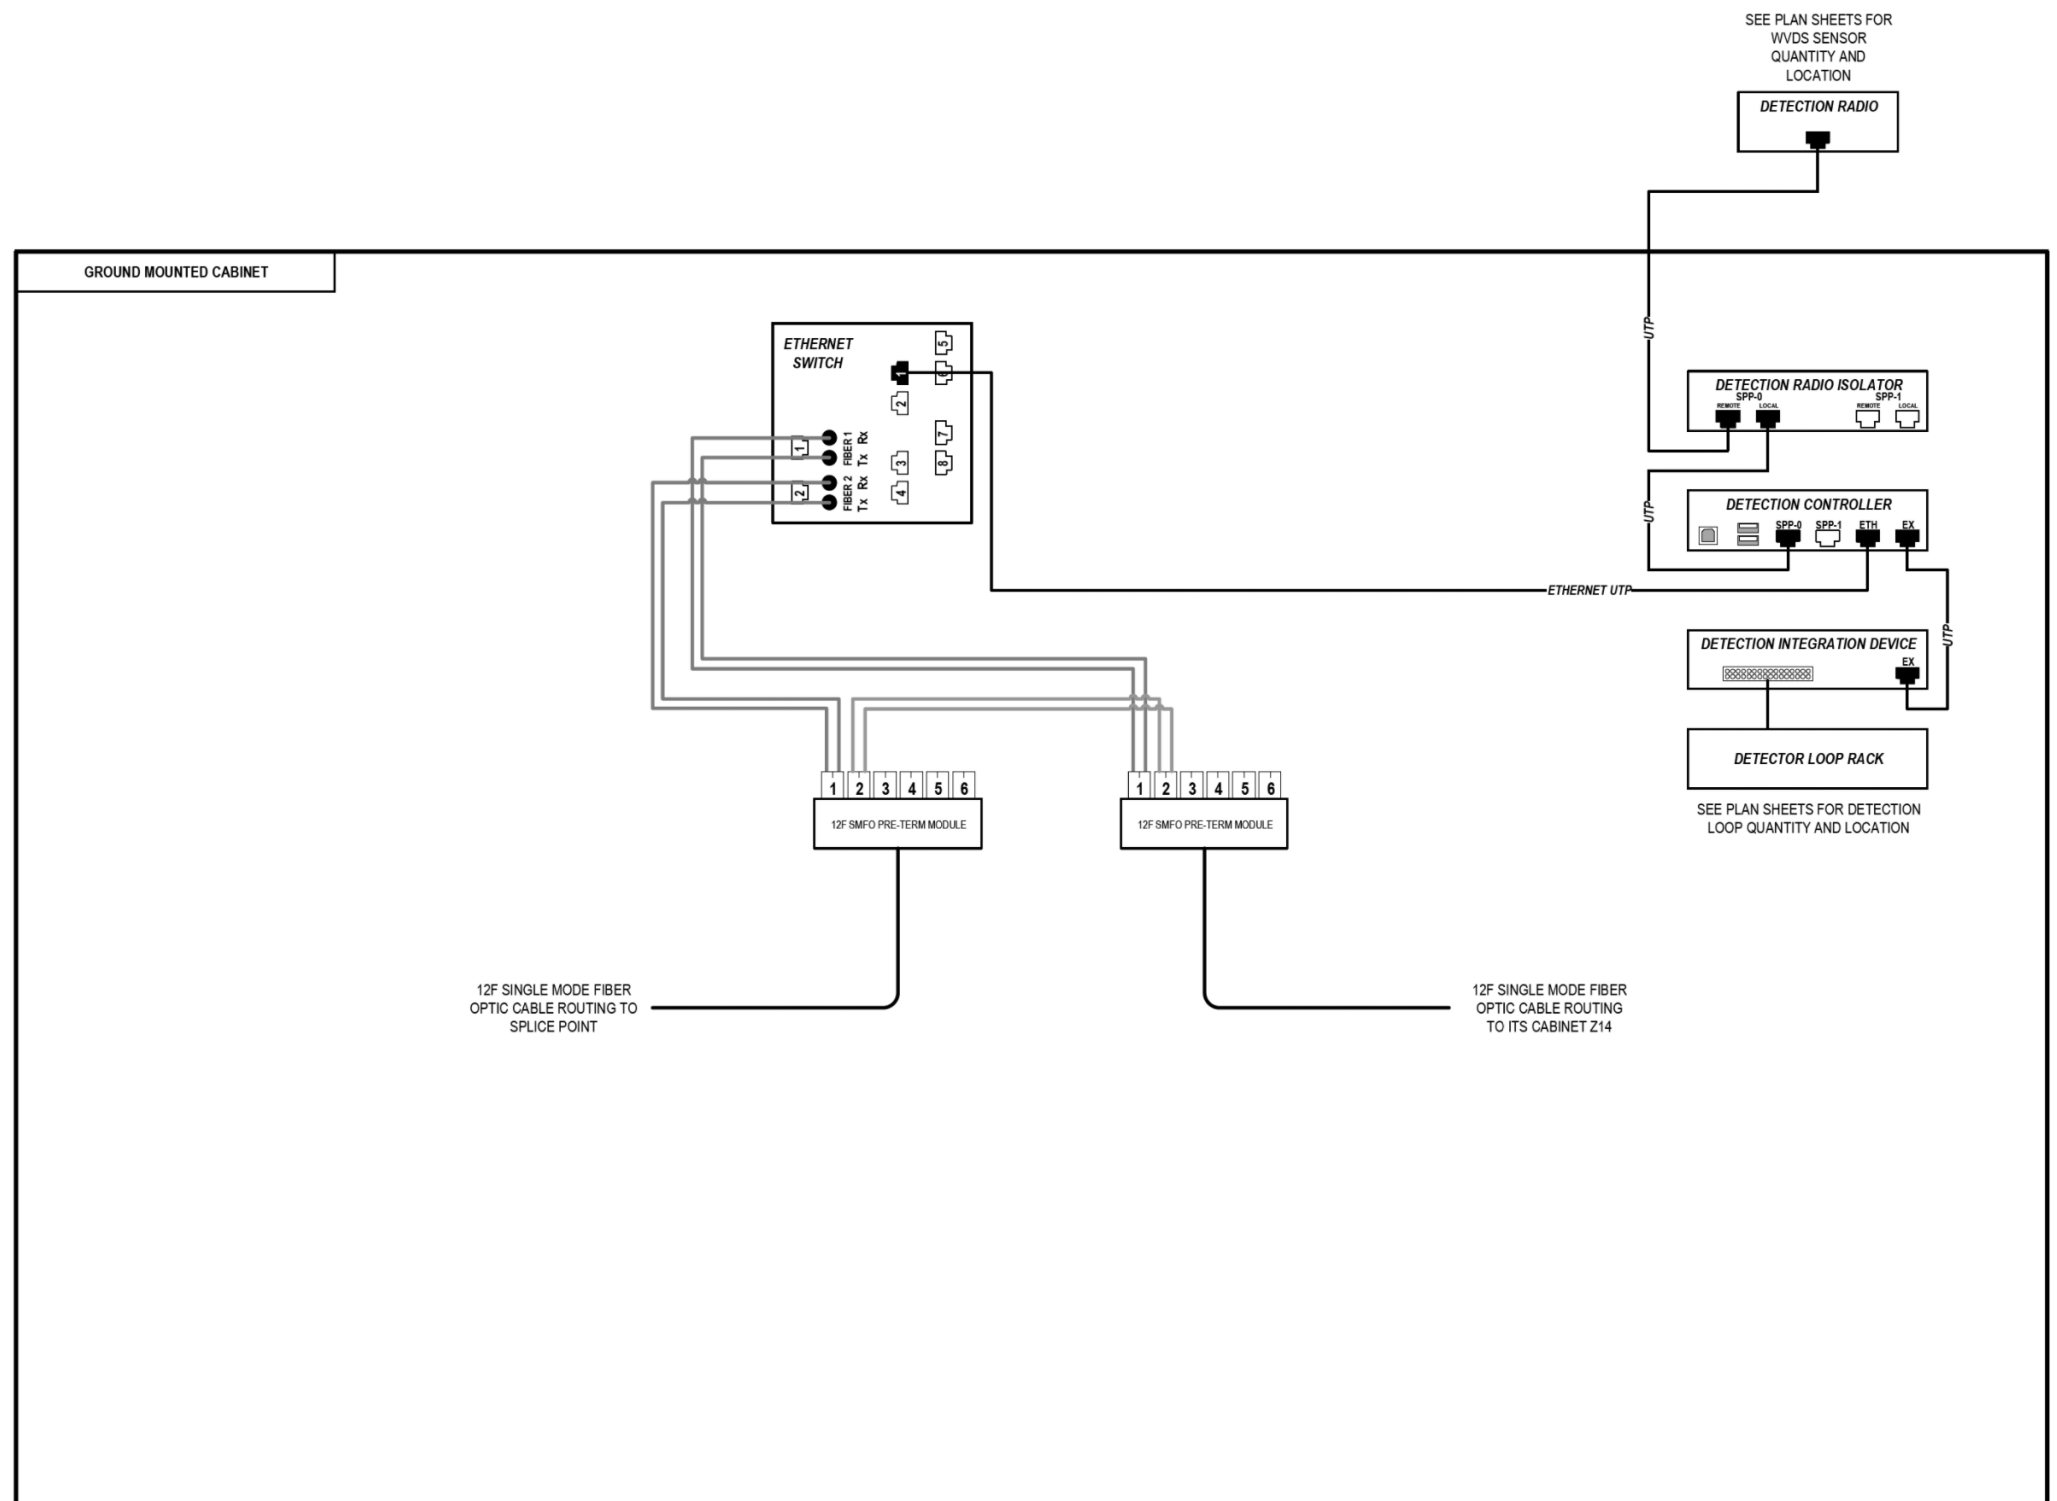 SEE PLAN SHEETS FOR
WVDS SENSOR
QUANTITY AND
LOCATION
DETECTION RADIO
GROUND MOUNTED CABINET
UTP
ETHERNET
SWITCH
5
1
6
2
7
3
8
4
1
FIBER 1
Rx
Tx
2
FIBER 2
Rx
Tx
DETECTION RADIO ISOLATOR
SPP-0 SPP-1
REMOTE LOCAL REMOTE LOCAL
UTP
DETECTION CONTROLLER
SPP-0 SPP-1 ETH EX
ETHERNET UTP
UTP
DETECTION INTEGRATION DEVICE
EX
DETECTOR LOOP RACK
SEE PLAN SHEETS FOR DETECTION
LOOP QUANTITY AND LOCATION
1 2 3 4 5 6
12F SMFO PRE-TERM MODULE
1 2 3 4 5 6
12F SMFO PRE-TERM MODULE
12F SINGLE MODE FIBER
OPTIC CABLE ROUTING TO
SPLICE POINT
12F SINGLE MODE FIBER
OPTIC CABLE ROUTING
TO ITS CABINET Z14